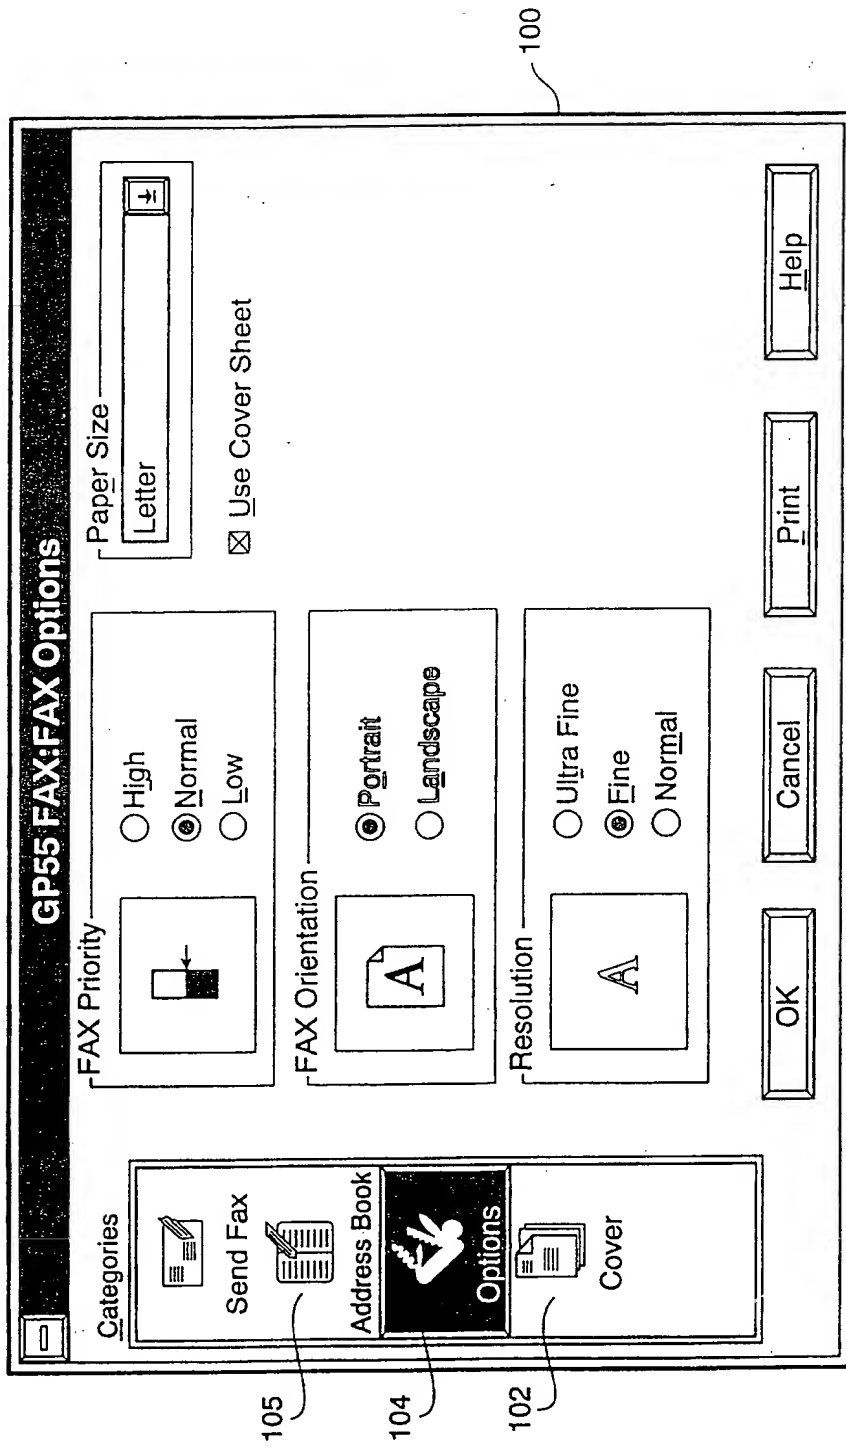 GP55 FAX:FAX Options
Categories
Send Fax
Address Book
Options
Cover
FAX Priority
High
Normal
Low
FAX Orientation
A
Portrait
Landscape
Resolution
A
Ultra Fine
Fine
Normal
Paper Size
Letter
Use Cover Sheet
OK
Cancel
Print
Help
105
104
102
100